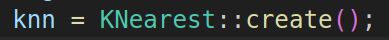 knn = KNearest::create();